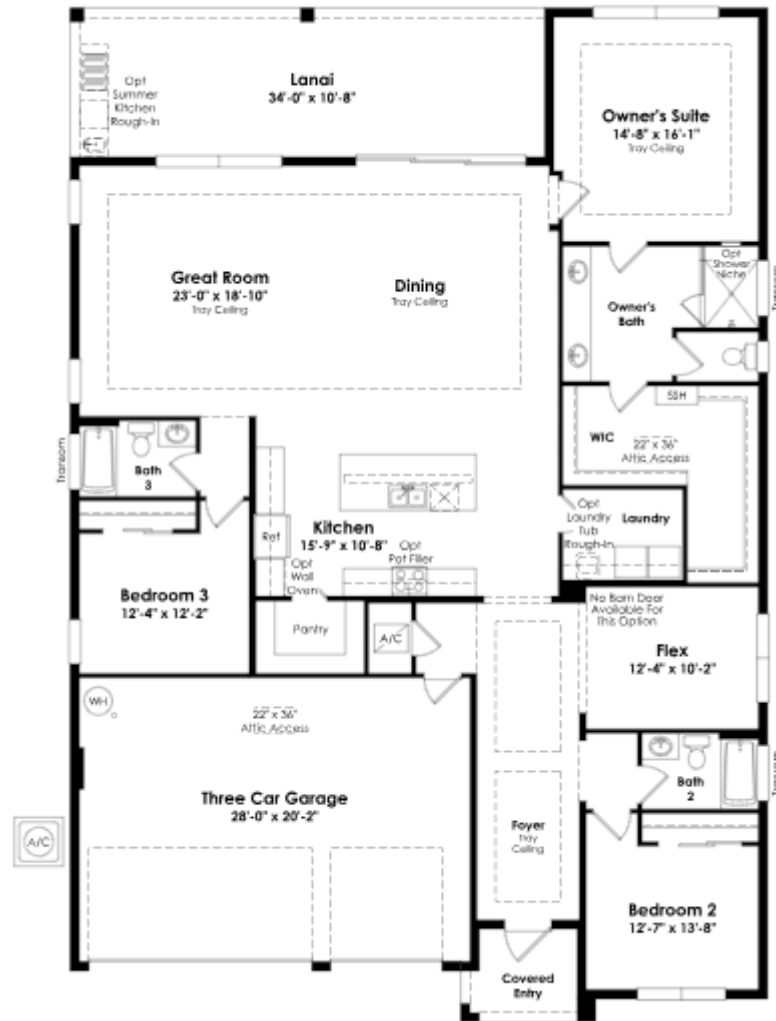 Lanai
34'-0" x 10'-8"
Opt
Summer
Kitchen
Rough-In
Owner's Suite
14'-8" x 16'-1"
Tray Ceiling
Great Room
23'-0" x 18'-10"
Tray Ceiling
Dining
Tray Ceiling
Opt
Shower
Niche
Transom
Owner's
Bath
SSH
WIC
22" x 36"
Attic Access
Transom
Bath
3
Opt
Laundry
Tub
Rough-In
Laundry
Kitchen
15'-9" x 10'-8"
Ref
Opt
Wall
Oven
Opt
Pot Filler
Bedroom 3
12'-4" x 12'-2"
Pantry
A/C
No Barn Door
Available For
This Option
Flex
12'-4" x 10'-2"
WH
22" x 36"
Attic Access
Three Car Garage
28'-0" x 20'-2"
Bath
2
Transom
A/C
Foyer
Tray
Ceiling
Bedroom 2
12'-7" x 13'-8"
Covered
Entry